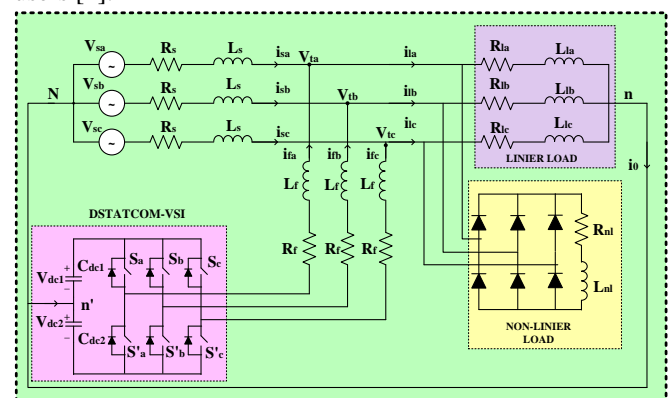 Vsa Rs Ls isa Vta ila Rla Lla
N Vsb Rs Ls isb Vtb ilb Rlb Llb n
Vsc Rs Ls isc Vtc ilc Rlc Llc
LINIER LOAD
ifa ifb ifc i0
Lf Lf Lf
DSTATCOM-VSI
Rf Rf Rf
Rnl
Lnl
Vdc1 + − Cdc1 Sa Sb Sc
n'
Vdc2 + − Cdc2 S'a S'b S'c
NON-LINIER
LOAD